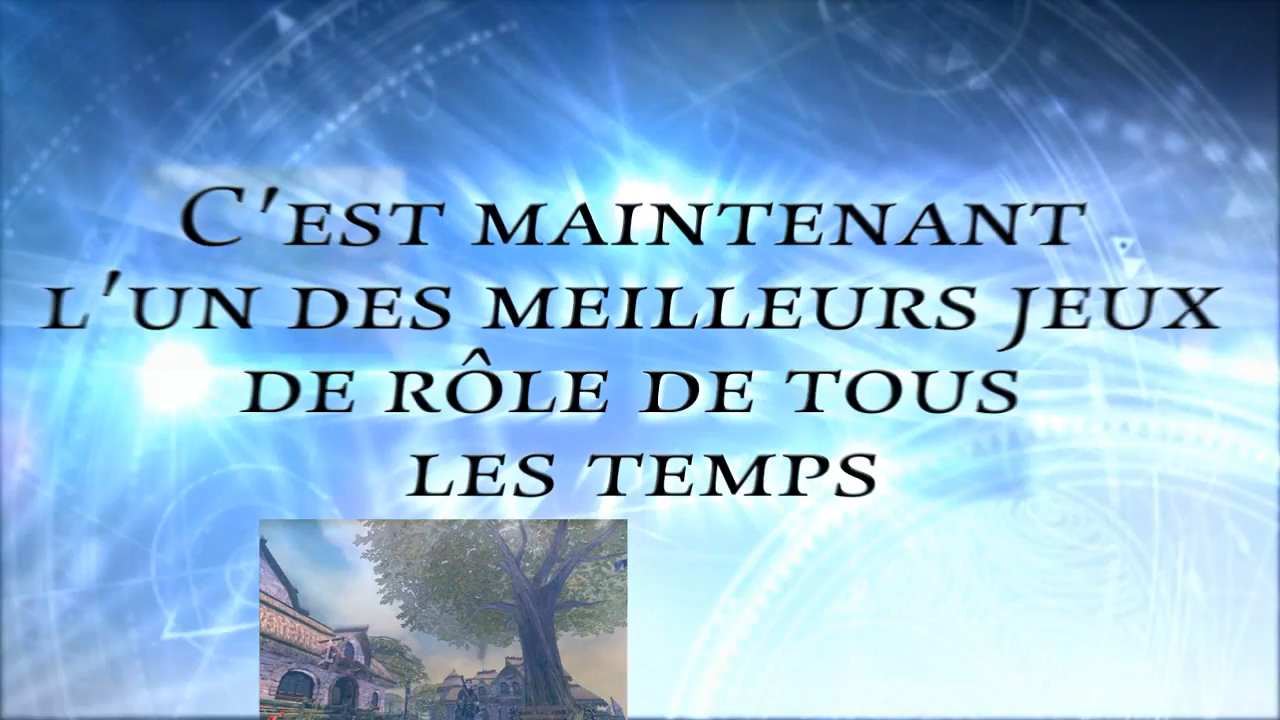 C'est maintenant
l'un des meilleurs jeux
de rôle de tous
les temps